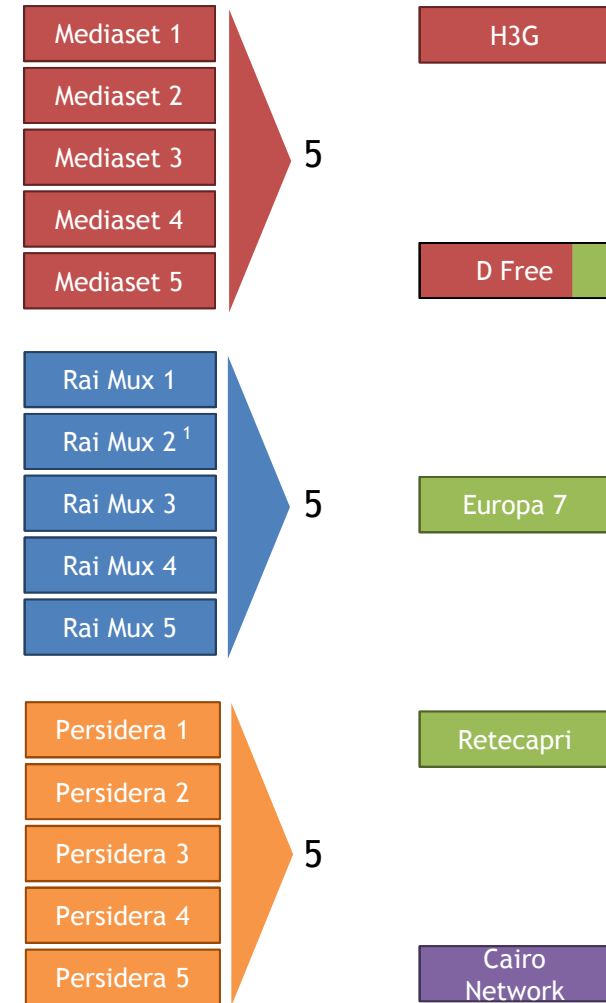 Mediaset 1
Mediaset 2
Mediaset 3
Mediaset 4
Mediaset 5
5
Rai Mux 1
Rai Mux 2 1
Rai Mux 3
Rai Mux 4
Rai Mux 5
5
Persidera 1
Persidera 2
Persidera 3
Persidera 4
Persidera 5
5
H3G
D Free
Europa 7
Retecapri
Cairo
Network